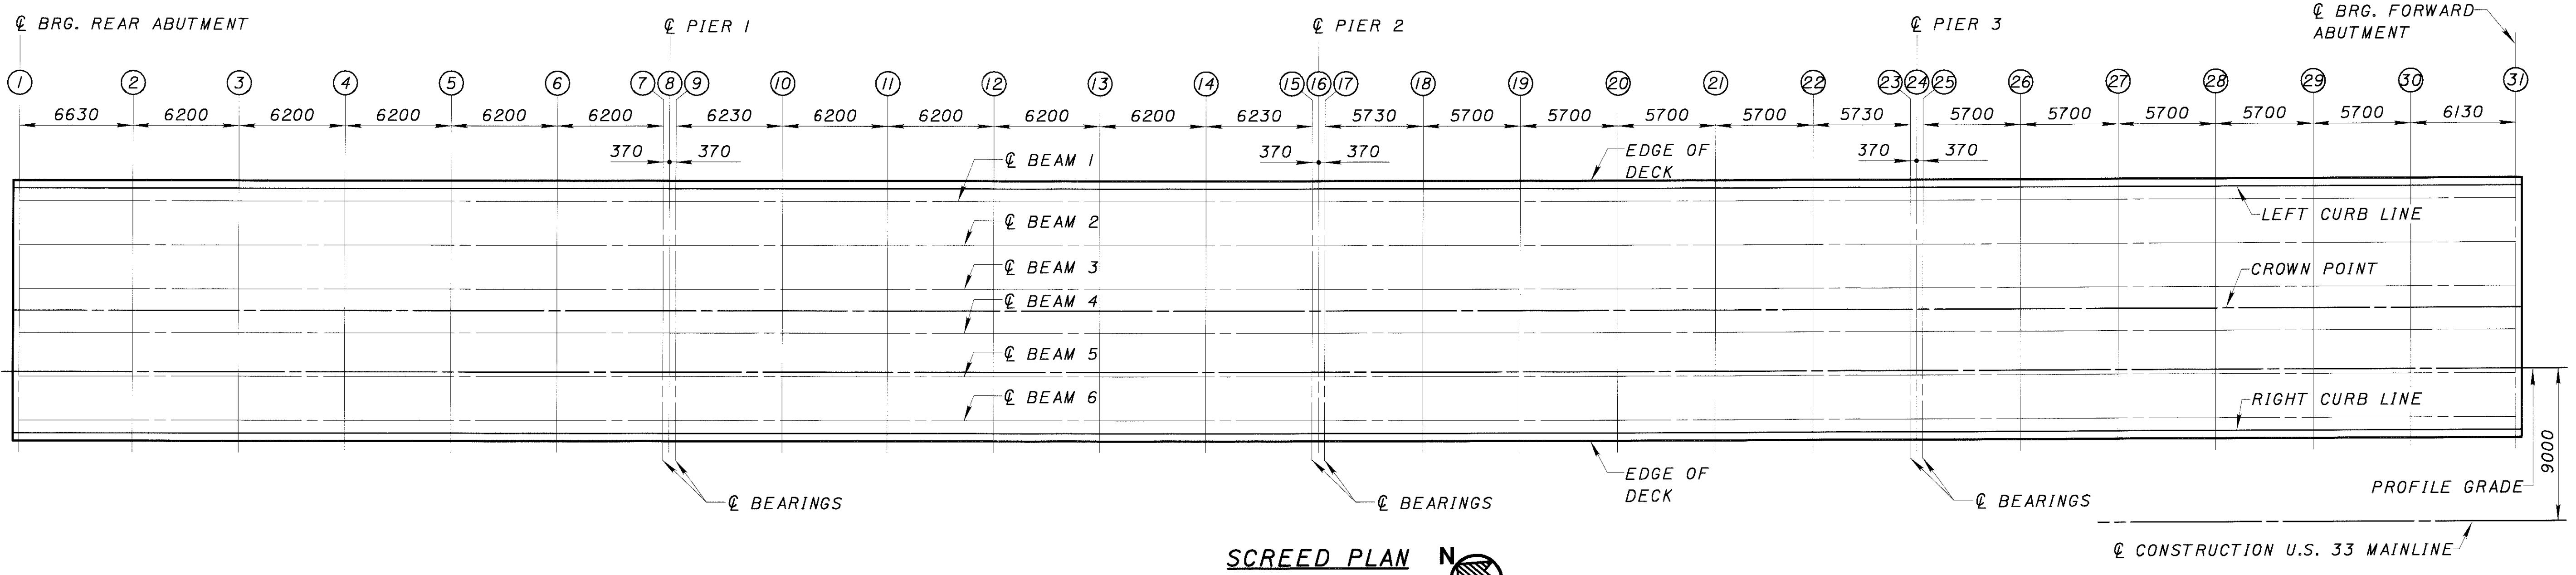 ℄ BRG. REAR ABUTMENT
℄ PIER 1
℄ PIER 2
℄ PIER 3
℄ BRG. FORWARD
ABUTMENT
1 2 3 4 5 6 7 8 9 10 11 12 13 14 15 16 17 18 19 20 21 22 23 24 25 26 27 28 29 30 31
6630 6200 6200 6200 6200 6200 6230 6200 6200 6200 6200 6230 5730 5700 5700 5700 5700 5730 5700 5700 5700 5700 5700 6130
370 370
370 370
370 370
℄ BEAM 1
EDGE OF
DECK
℄ BEAM 2
LEFT CURB LINE
℄ BEAM 3
CROWN POINT
℄ BEAM 4
℄ BEAM 5
℄ BEAM 6
RIGHT CURB LINE
9000
EDGE OF
DECK
PROFILE GRADE
℄ BEARINGS
℄ BEARINGS
℄ BEARINGS
℄ CONSTRUCTION U.S. 33 MAINLINE
SCREED PLAN
N